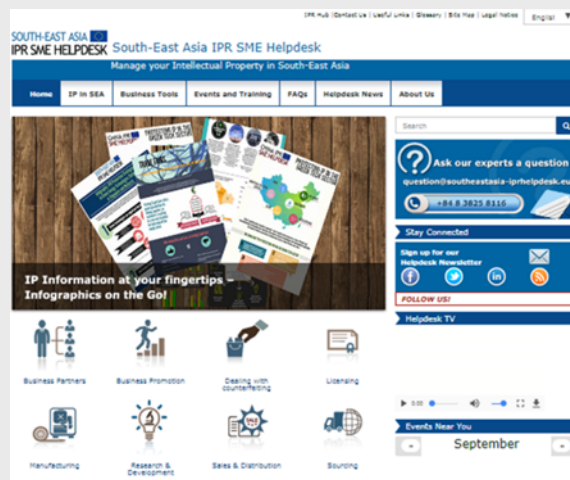 IPR Hub |Contact Us | Useful Links | Glossary | Site Map | Legal Notice
English
SOUTH-EAST ASIA
IPR SME HELPDESK
South-East Asia IPR SME Helpdesk
Manage your Intellectual Property in South-East Asia
Home
IP in SEA
Business Tools
Events and Training
FAQs
Helpdesk News
About Us
Search
Ask our experts a question
question@southeastasia-iprhelpdesk.eu
+84 8 3825 8116
Stay Connected
Sign up for our
Helpdesk Newsletter
FOLLOW US!
CHINA IPR
SME HELPDESK
IP Information at your fingertips –
Infographics on the Go!
Helpdesk TV
Business Partners
Business Promotion
Dealing with
counterfeiting
Licensing
Manufacturing
Research &
Development
Sales & Distribution
Sourcing
Events Near You
September